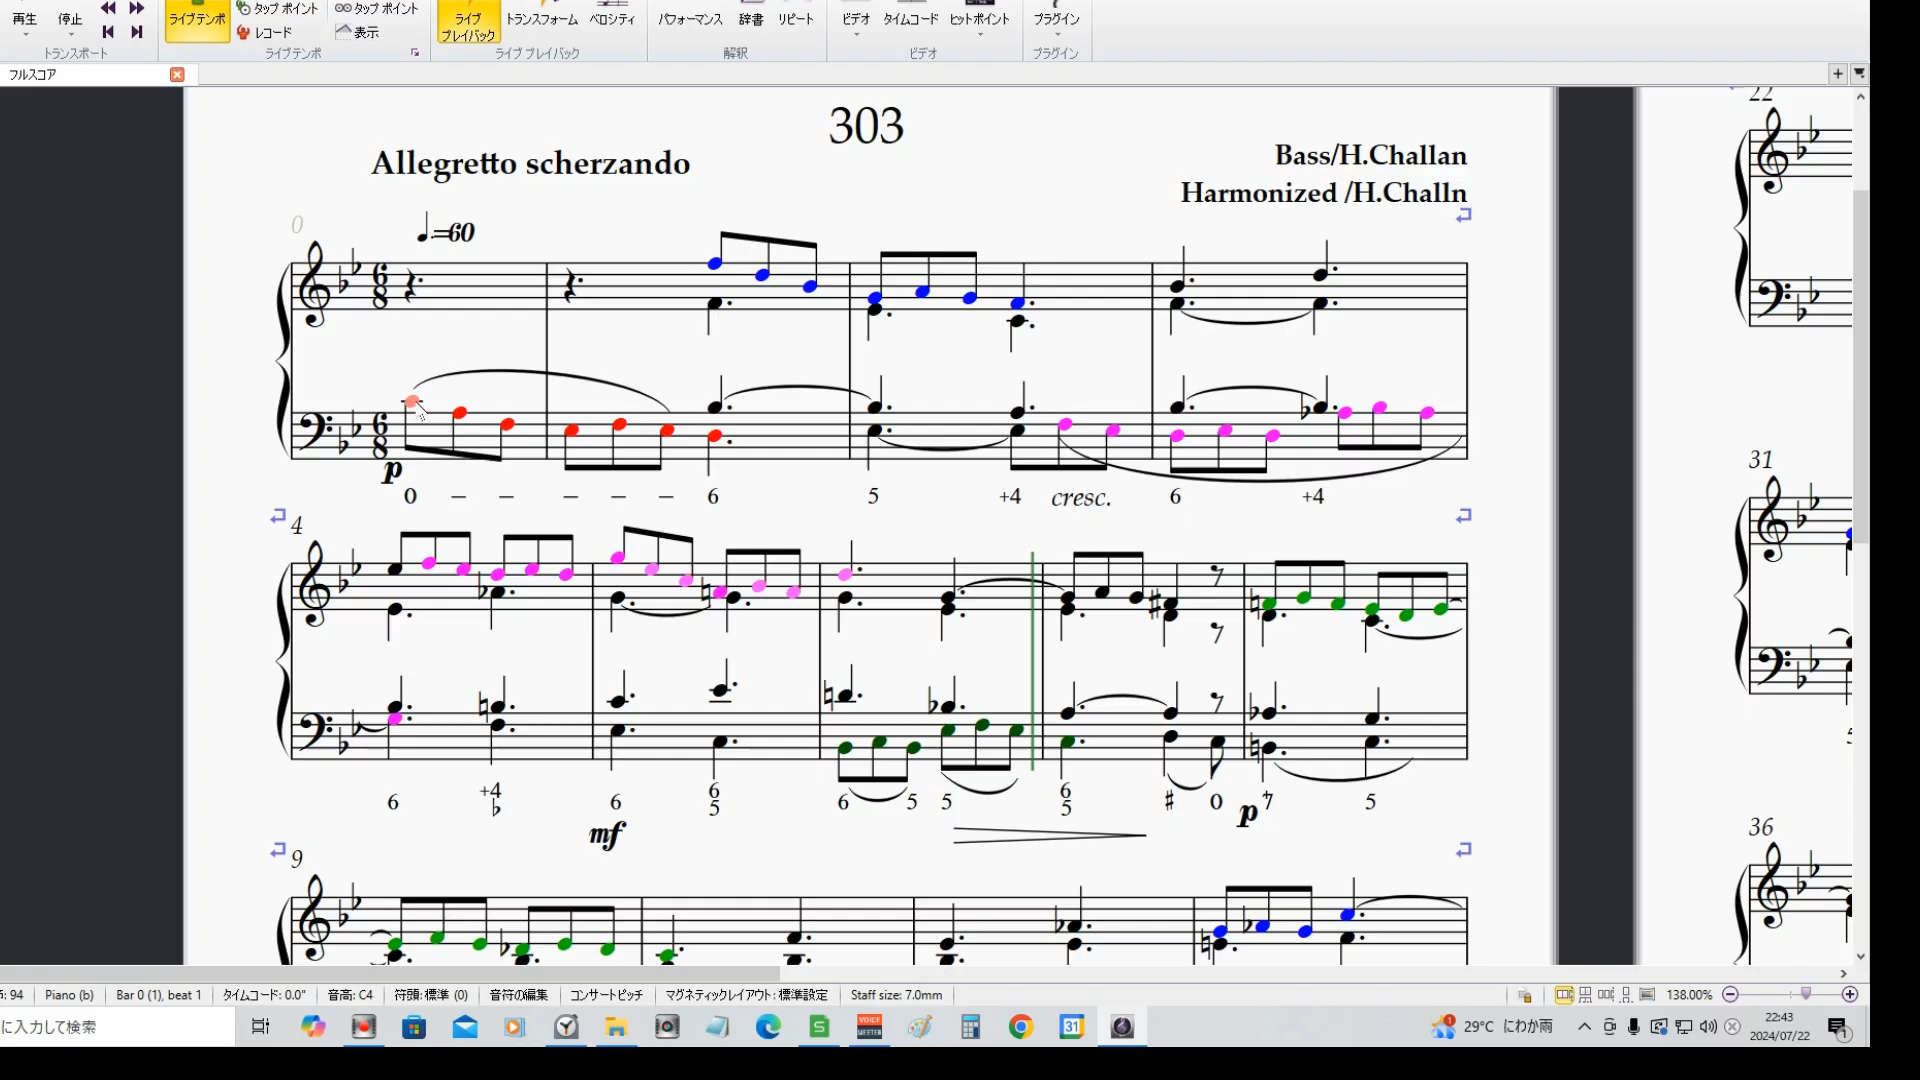 再生 停止 ライブテンポ タップ ポイント タップ ポイント
レコード 表示
ライブ プレイバック トランスフォーム ベロシティ パフォーマンス 辞書 リピート ビデオ タイムコード ヒットポイント プラグイン
トランスポート ライブテンポ ライブ プレイバック 解釈 ビデオ プラグイン
フルスコア
303
Allegretto scherzando
Bass/H.Challan
Harmonized /H.Challn
0
♩.=60
6 8
6 8
p
0 – – – – – 6 5 +4 cresc. 6 +4
4
6 +4 ♭ 6 6 5 6 5 5 6 5 ♯ 0 7 5
mf p
9
22
31
36
節: 94 Piano (b) Bar 0 (1), beat 1 タイムコード: 0.0" 音高: C4 符頭: 標準 (0) 音符の編集 コンサートピッチ マグネティックレイアウト: 標準設定 Staff size: 7.0mm 138.00%
に入力して検索
VOICE MEETER
S
31
29°C にわか雨
22:43
2024/07/22
1